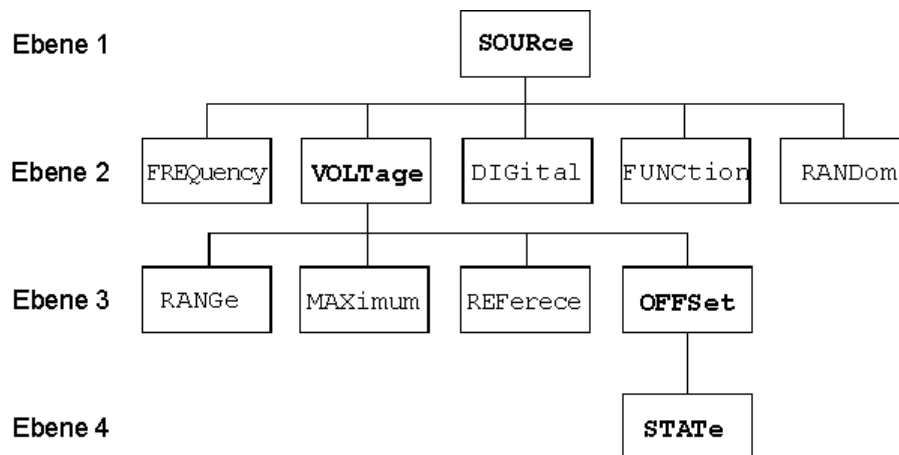 Ebene 1 SOURce
Ebene 2 FREQuency VOLTage DIGital FUNCtion RANDom
Ebene 3 RANGe MAXimum REFerece OFFSet
Ebene 4 STATe